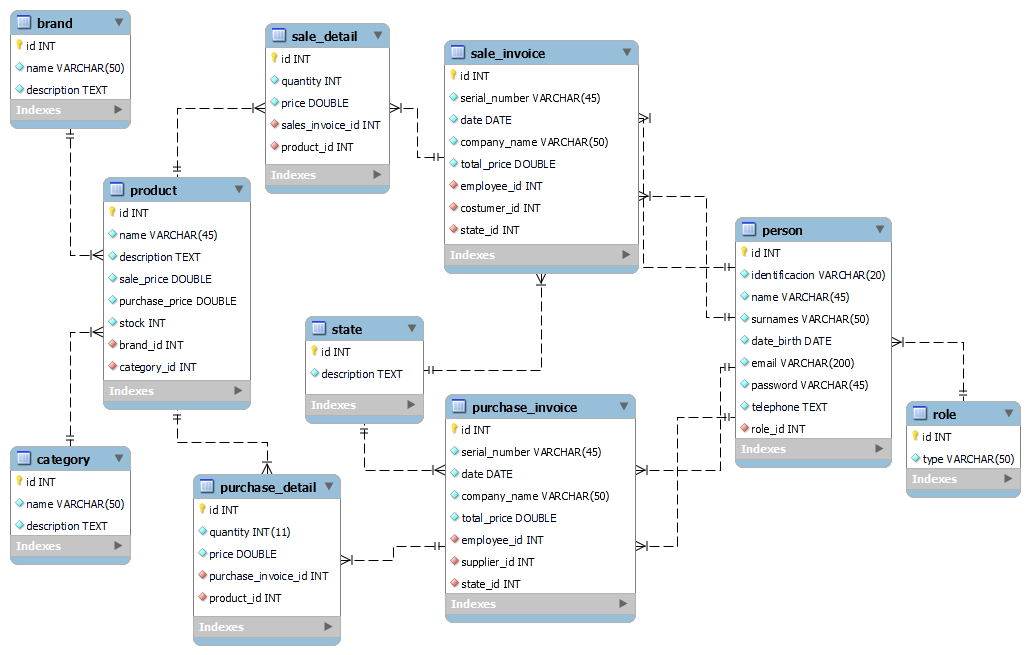 brand
id INT
name VARCHAR(50)
description TEXT
Indexes
sale_detail
id INT
quantity INT
price DOUBLE
sales_invoice_id INT
product_id INT
Indexes
sale_invoice
id INT
serial_number VARCHAR(45)
date DATE
company_name VARCHAR(50)
total_price DOUBLE
employee_id INT
costumer_id INT
state_id INT
Indexes
product
id INT
name VARCHAR(45)
description TEXT
sale_price DOUBLE
purchase_price DOUBLE
stock INT
brand_id INT
category_id INT
Indexes
person
id INT
identificacion VARCHAR(20)
name VARCHAR(45)
surnames VARCHAR(50)
date_birth DATE
email VARCHAR(200)
password VARCHAR(45)
telephone TEXT
role_id INT
Indexes
state
id INT
description TEXT
Indexes
purchase_invoice
id INT
serial_number VARCHAR(45)
date DATE
company_name VARCHAR(50)
total_price DOUBLE
employee_id INT
supplier_id INT
state_id INT
Indexes
role
id INT
type VARCHAR(50)
Indexes
category
id INT
name VARCHAR(50)
description TEXT
Indexes
purchase_detail
id INT
quantity INT(11)
price DOUBLE
purchase_invoice_id INT
product_id INT
Indexes